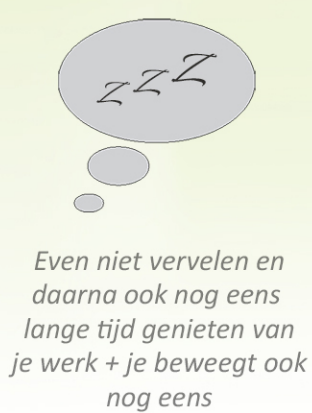 z z z
Even niet vervelen en
daarna ook nog eens
lange tijd genieten van
je werk + je beweegt ook
nog eens